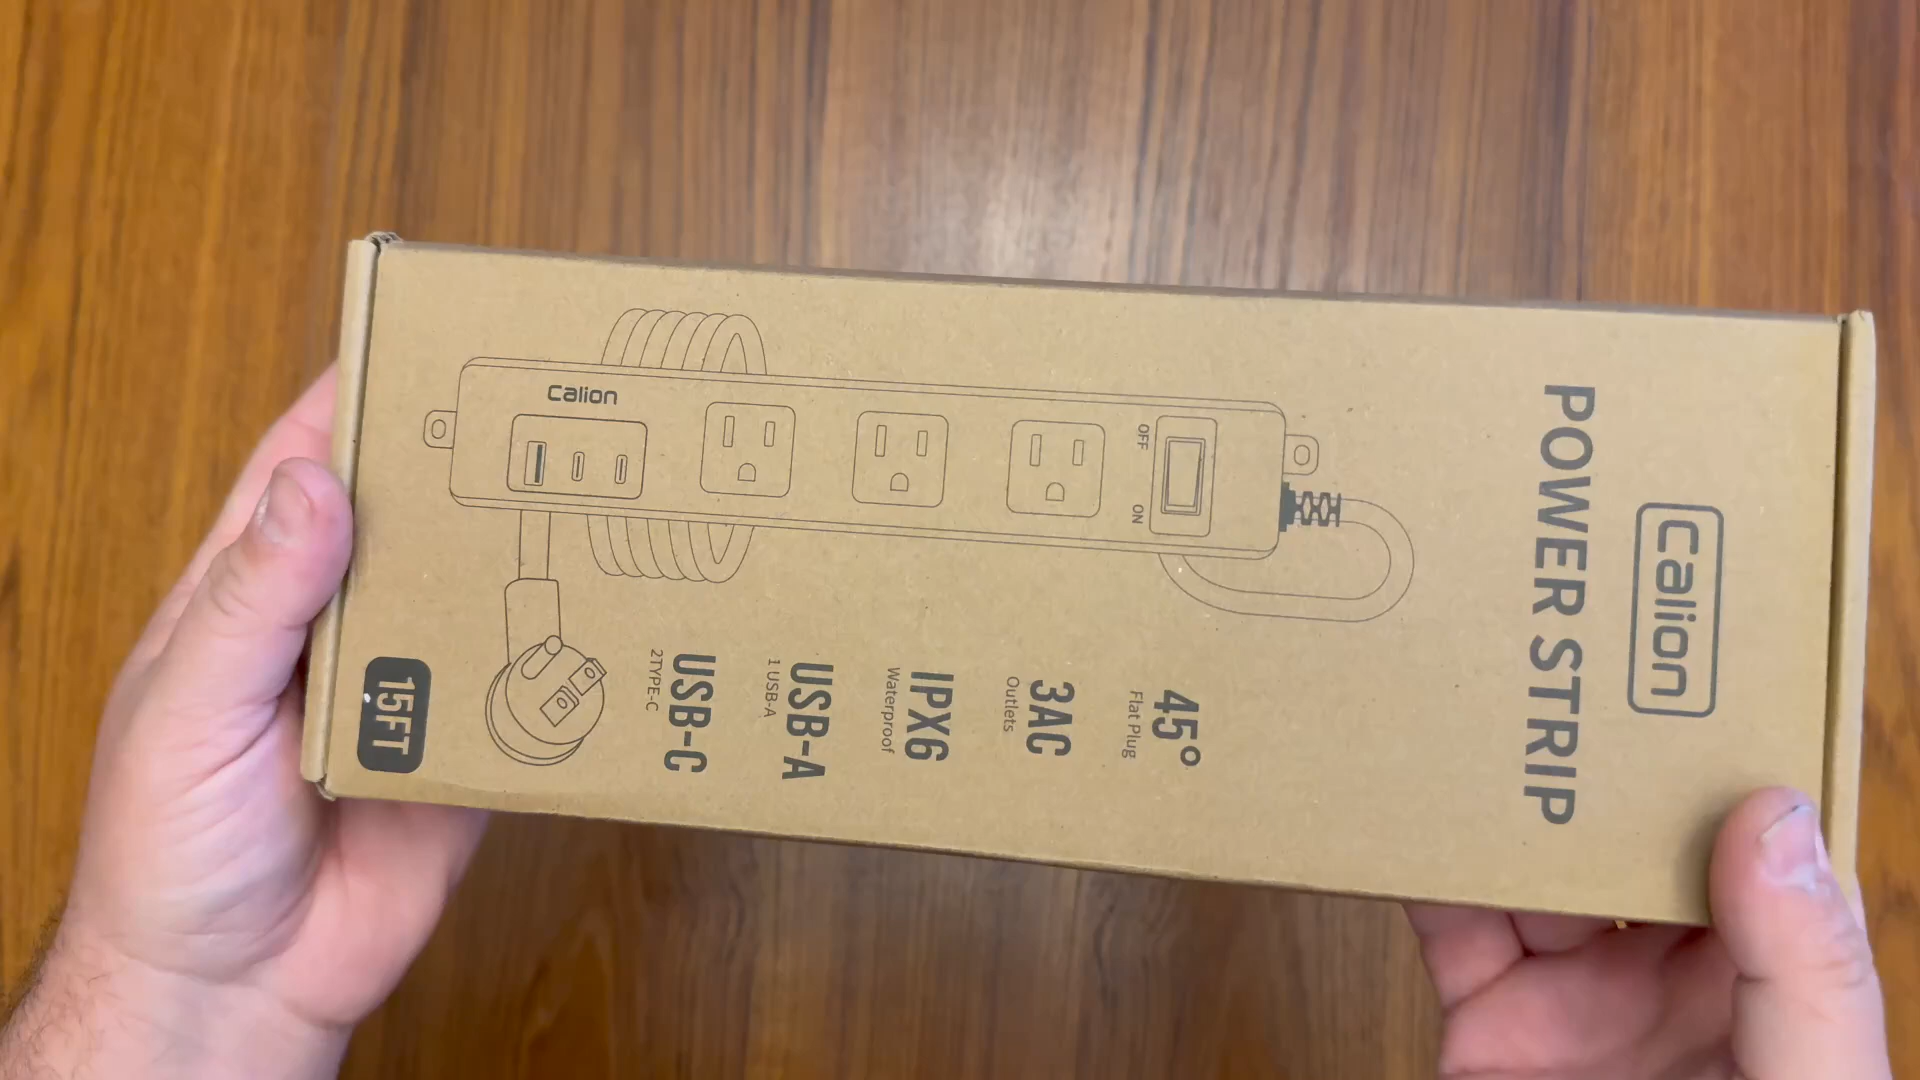 Calion
POWER STRIP
OFF
ON
Calion
45°
Flat Plug
3AC
Outlets
IPX6
Waterproof
USB-A
1 USB-A
USB-C
2TYPE-C
15FT